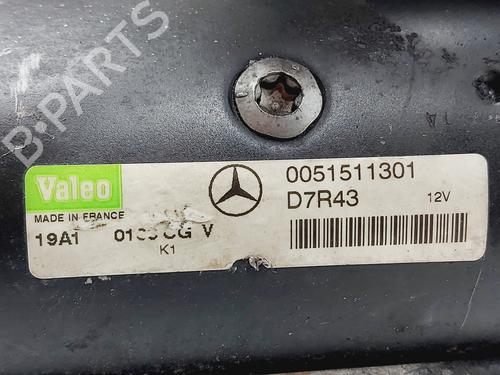 B-PARTS
Valeo
0051511301
MADE IN FRANCE
D7R43
12V
19A1
V
K1